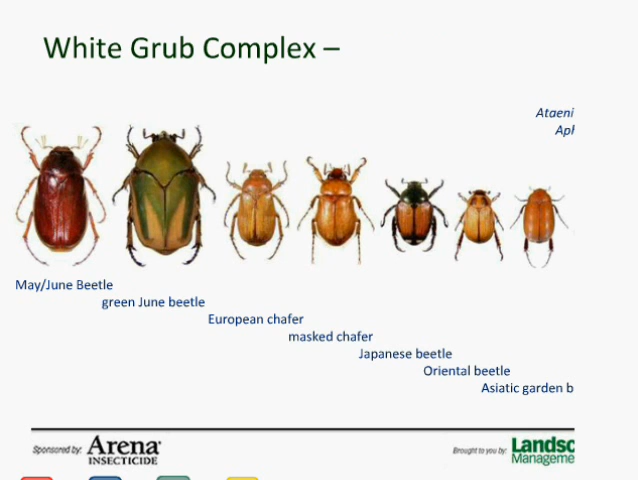 White Grub Complex –
Ataeni
Apł
May/June Beetle
green June beetle
European chafer
masked chafer
Japanese beetle
Oriental beetle
Asiatic garden b
Sponsored by: Arena
INSECTICIDE
Brought to you by: Landsc
Manageme